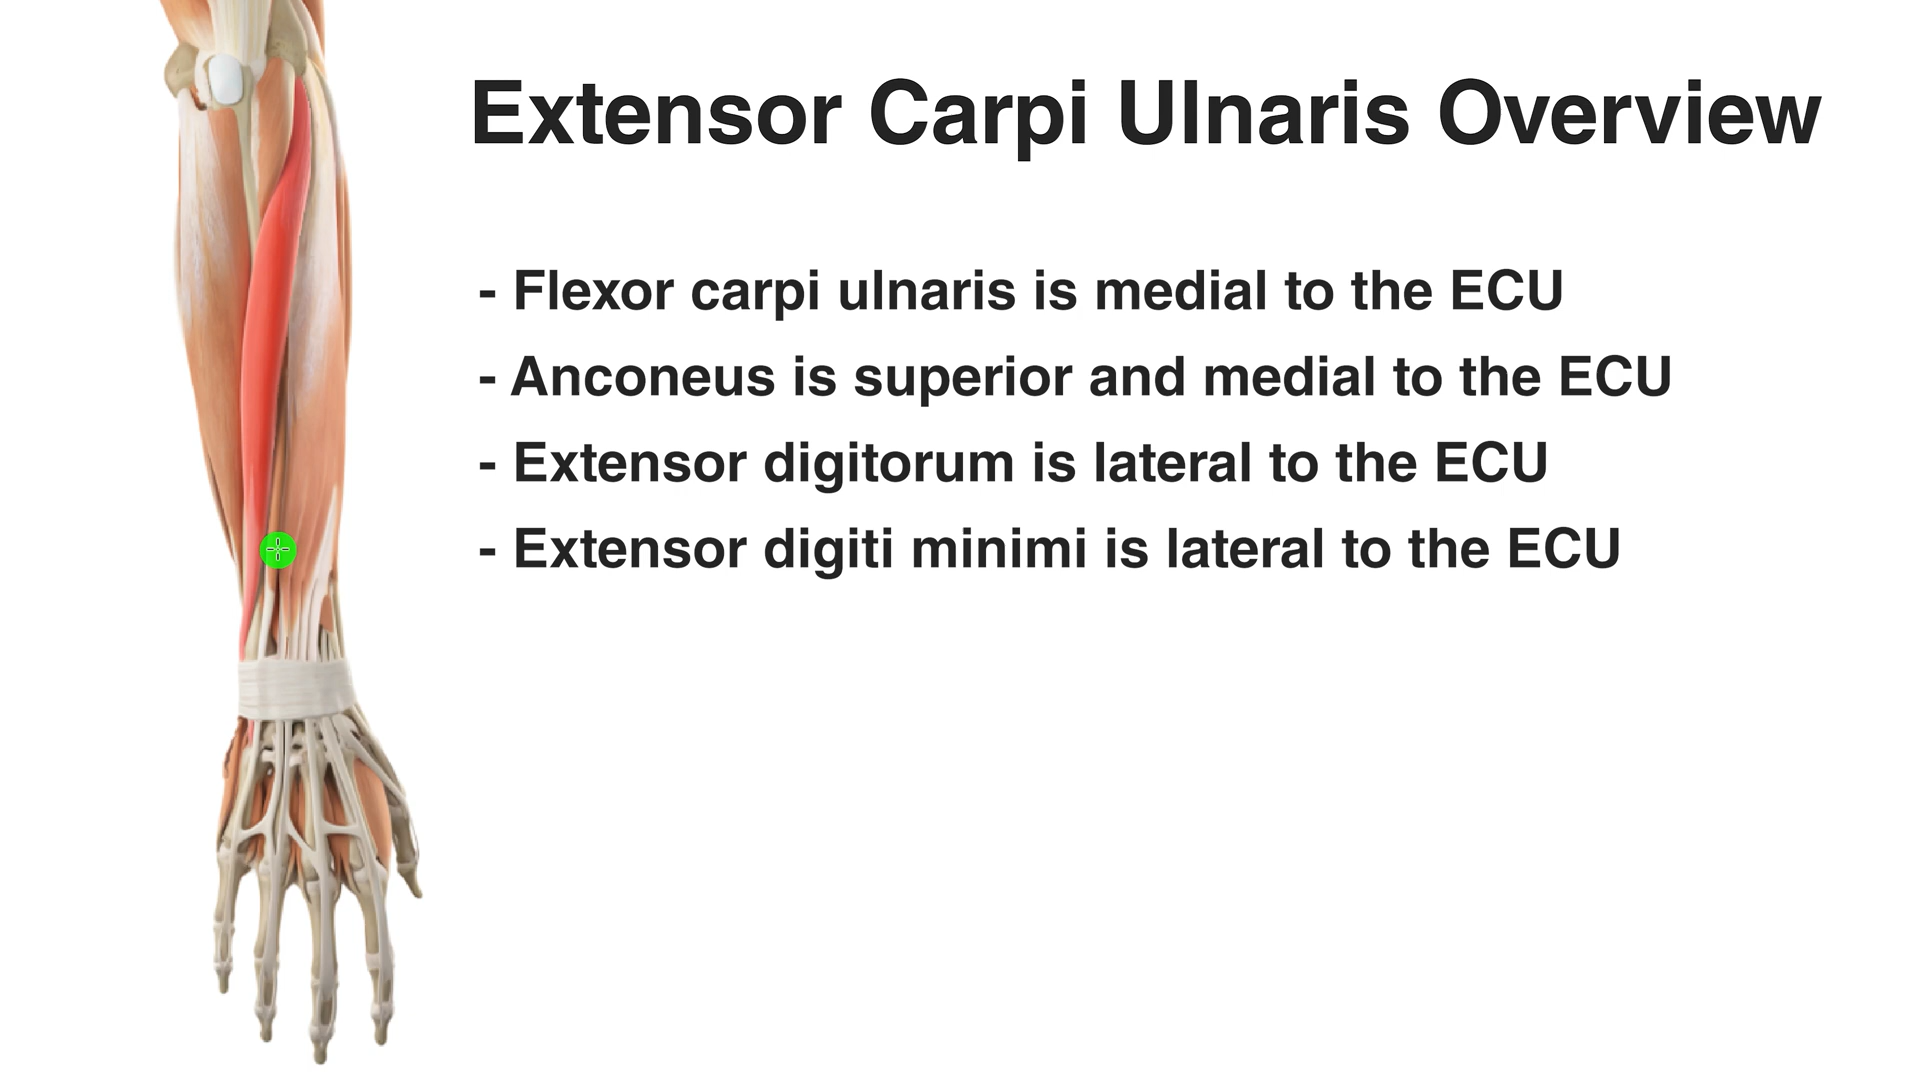 Extensor Carpi Ulnaris Overview
- Flexor carpi ulnaris is medial to the ECU
- Anconeus is superior and medial to the ECU
- Extensor digitorum is lateral to the ECU
- Extensor digiti minimi is lateral to the ECU